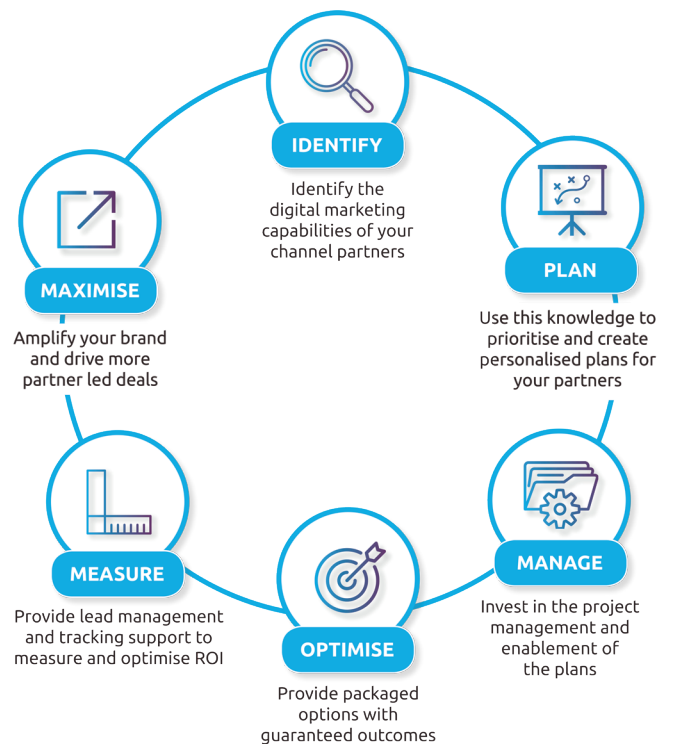 IDENTIFY
Identify the
digital marketing
capabilities of your
channel partners
PLAN
Use this knowledge to
prioritise and create
personalised plans for
your partners
MANAGE
Invest in the project
management and
enablement of
the plans
OPTIMISE
Provide packaged
options with
guaranteed outcomes
MEASURE
Provide lead management
and tracking support to
measure and optimise ROI
MAXIMISE
Amplify your brand
and drive more
partner led deals